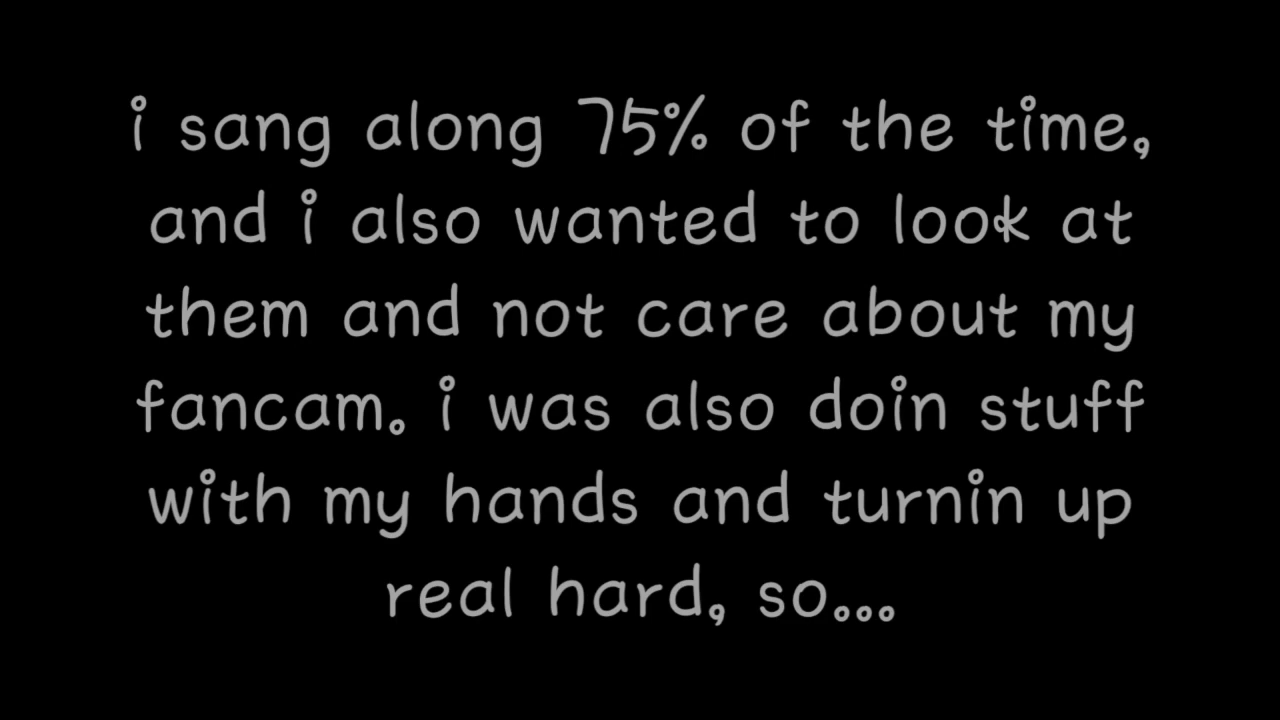 i sang along 75% of the time,
and i also wanted to look at
them and not care about my
fancam. i was also doin stuff
with my hands and turnin up
real hard, so...